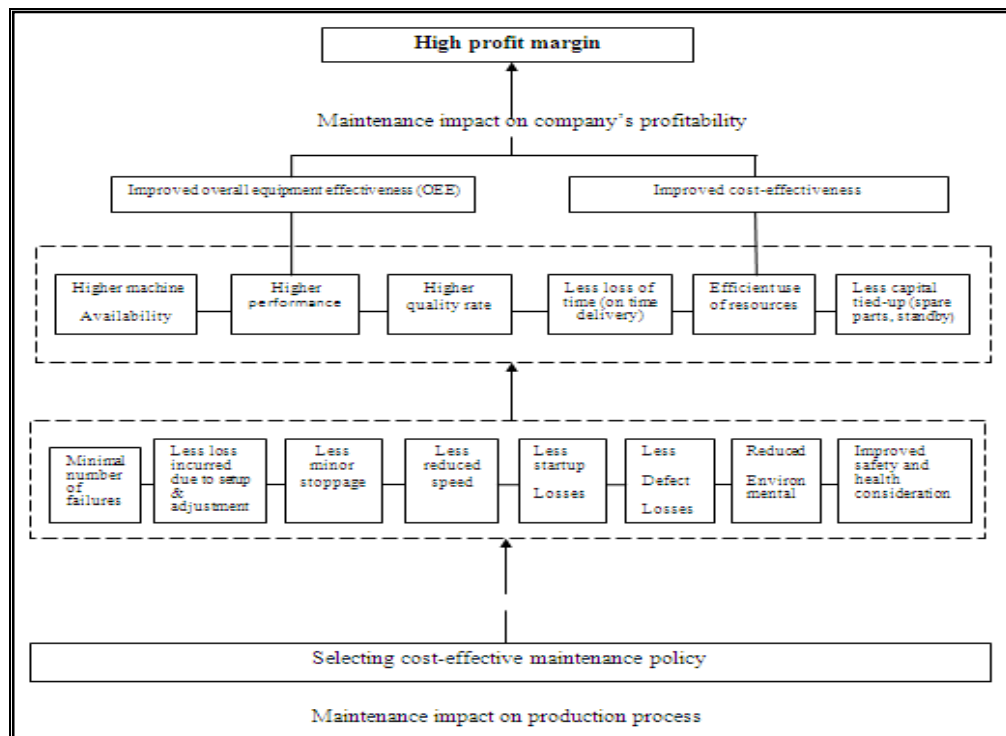 High profit margin
Maintenance impact on company's profitability
Improved overall equipment effectiveness (OEE)
Improved cost-effectiveness
Higher machine
Availability
Higher
performance
Higher
quality rate
Less loss of
time (on time
delivery)
Efficient use
of resources
Less capital
tied-up (spare
parts, standby)
Minimal
number
of
failures
Less loss
incurred
due to setup
&
adjustment
Less
minor
stoppage
Less
reduced
speed
Less
startup
Losses
Less
Defect
Losses
Reduced
Environ
mental
Improved
safety and
health
consideration
Selecting cost-effective maintenance policy
Maintenance impact on production process